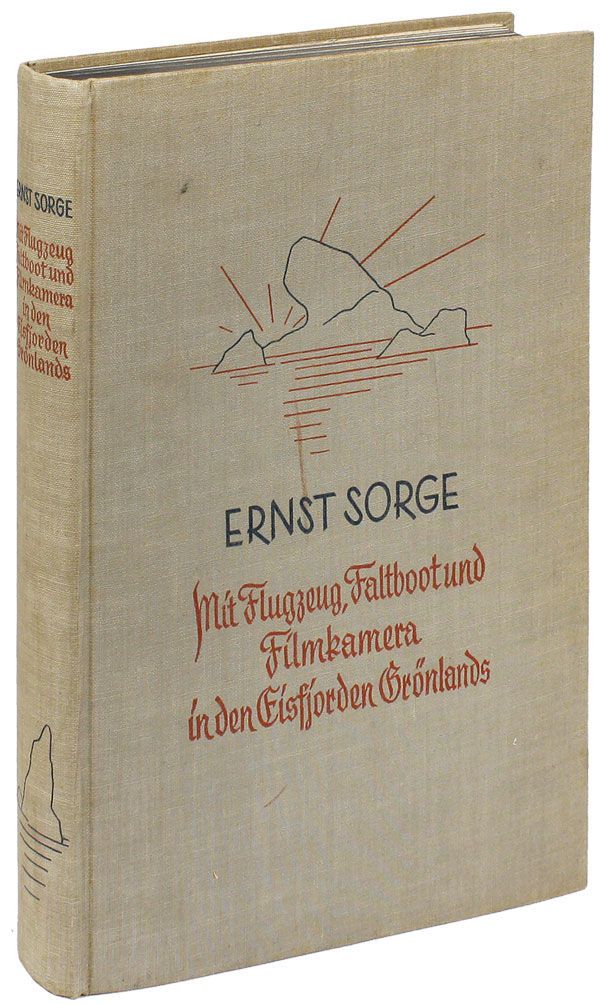 ERNST SORGE
Mit Flugzeug
Faltboot und
Filmkamera
in den
Eisfjorden
Grönlands
ERNST SORGE
Mit Flugzeug, Faltboot und
Filmkamera
in den Eisfjorden Grönlands